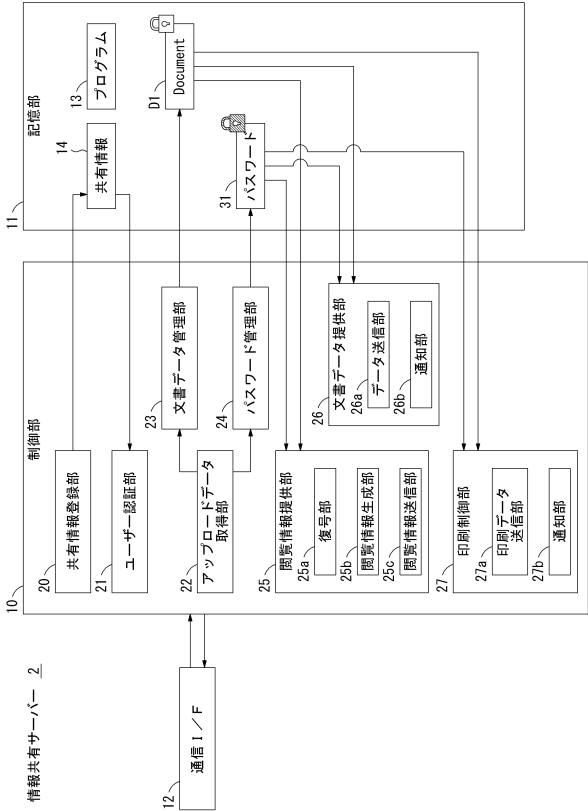 情報共有サーバー 2
12
通信I/F
10
制御部
20
共有情報登録部
21
ユーザー認証部
22
アップロードデータ
取得部
23
文書データ管理部
24
パスワード管理部
25
閲覧情報提供部
25a
復号部
25b
閲覧情報生成部
25c
閲覧情報送信部
26
文書データ提供部
26a
データ送信部
26b
通知部
27
印刷制御部
27a
印刷データ
送信部
27b
通知部
11
記憶部
14
共有情報
13
プログラム
D1
Document
31
パスワード